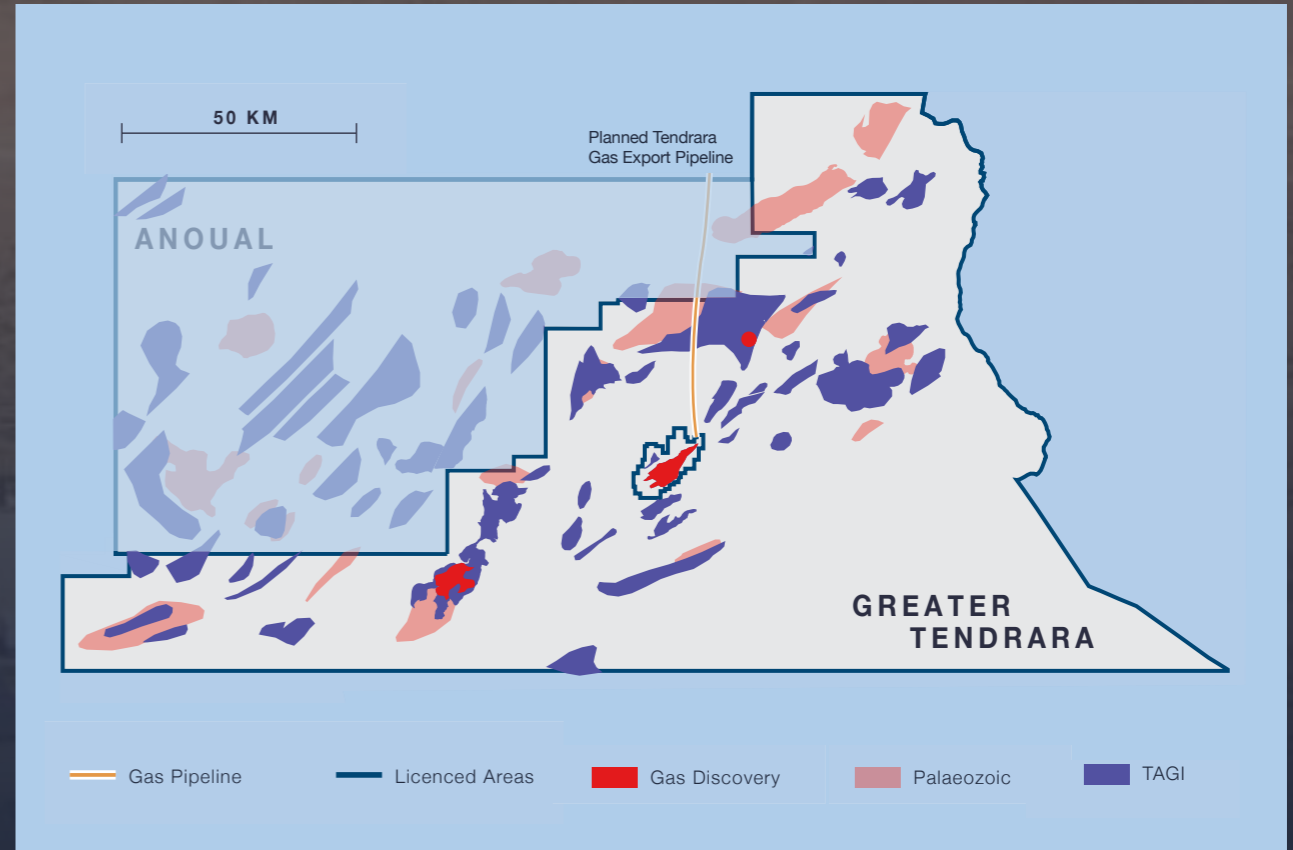 50 KM
Planned Tendrara
Gas Export Pipeline
ANOUAL
GREATER
TENDRARA
Gas Pipeline
Licenced Areas
Gas Discovery
Palaeozoic
TAGI